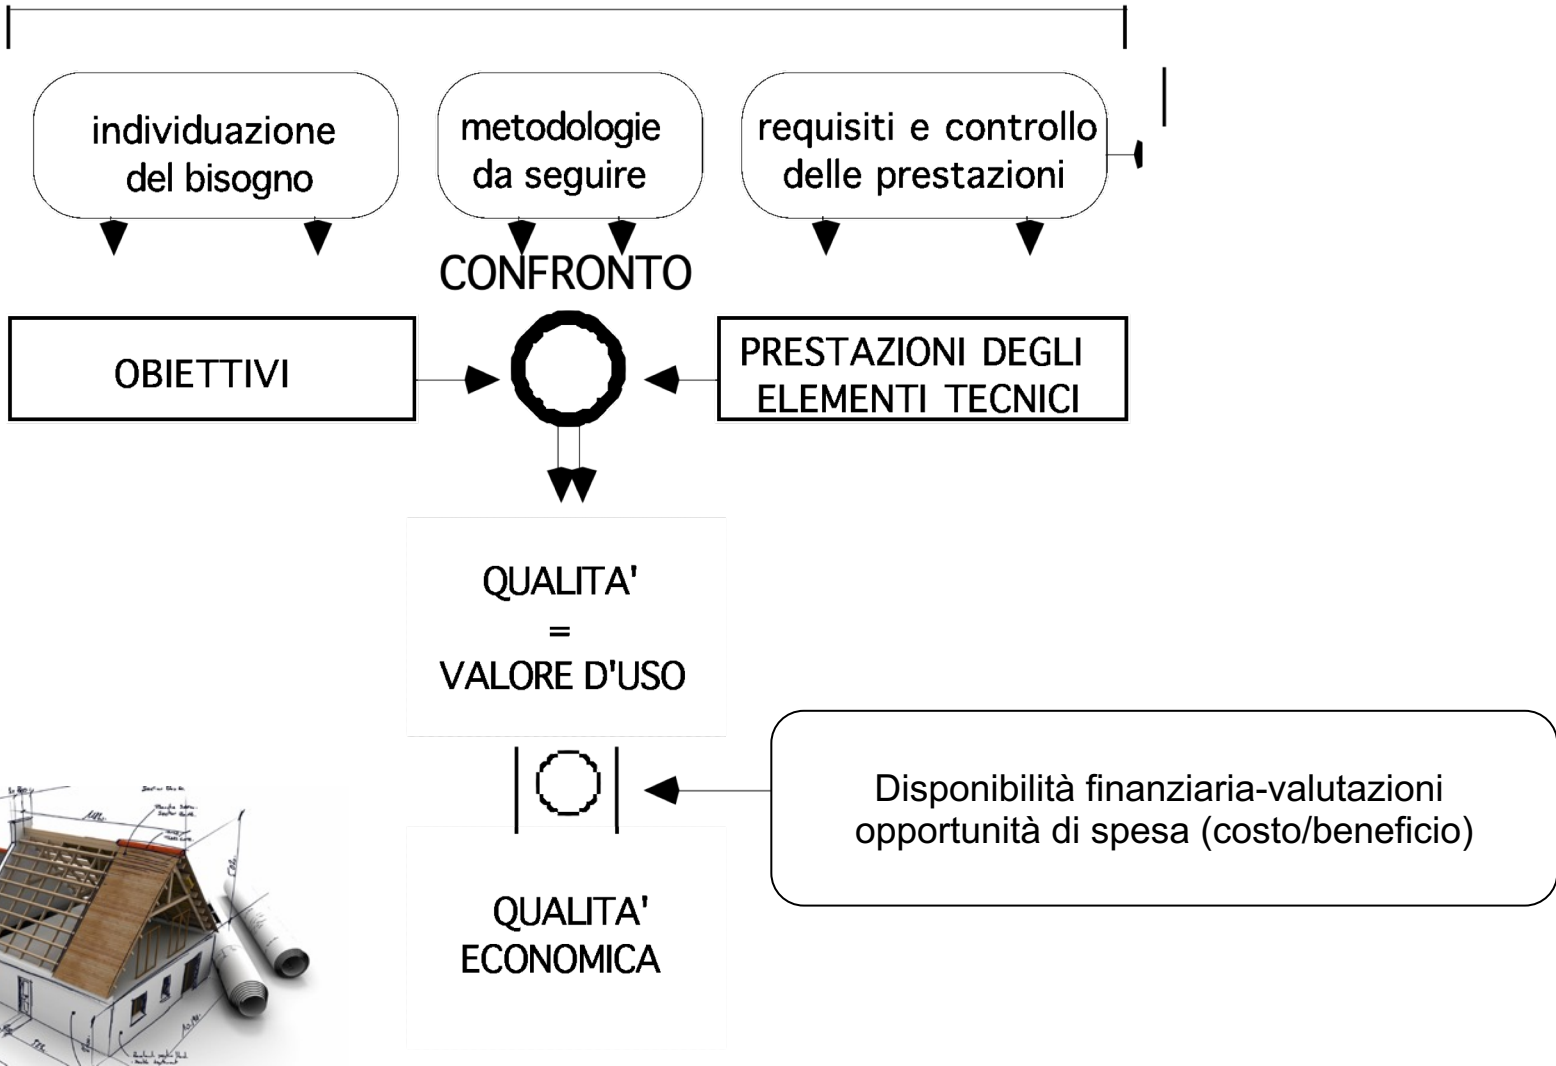 individuazione
del bisogno
metodologie
da seguire
requisiti e controllo
delle prestazioni
CONFRONTO
OBIETTIVI
PRESTAZIONI DEGLI
ELEMENTI TECNICI
QUALITA'
=
VALORE D'USO
Disponibilità finanziaria-valutazioni
opportunità di spesa (costo/beneficio)
QUALITA'
ECONOMICA